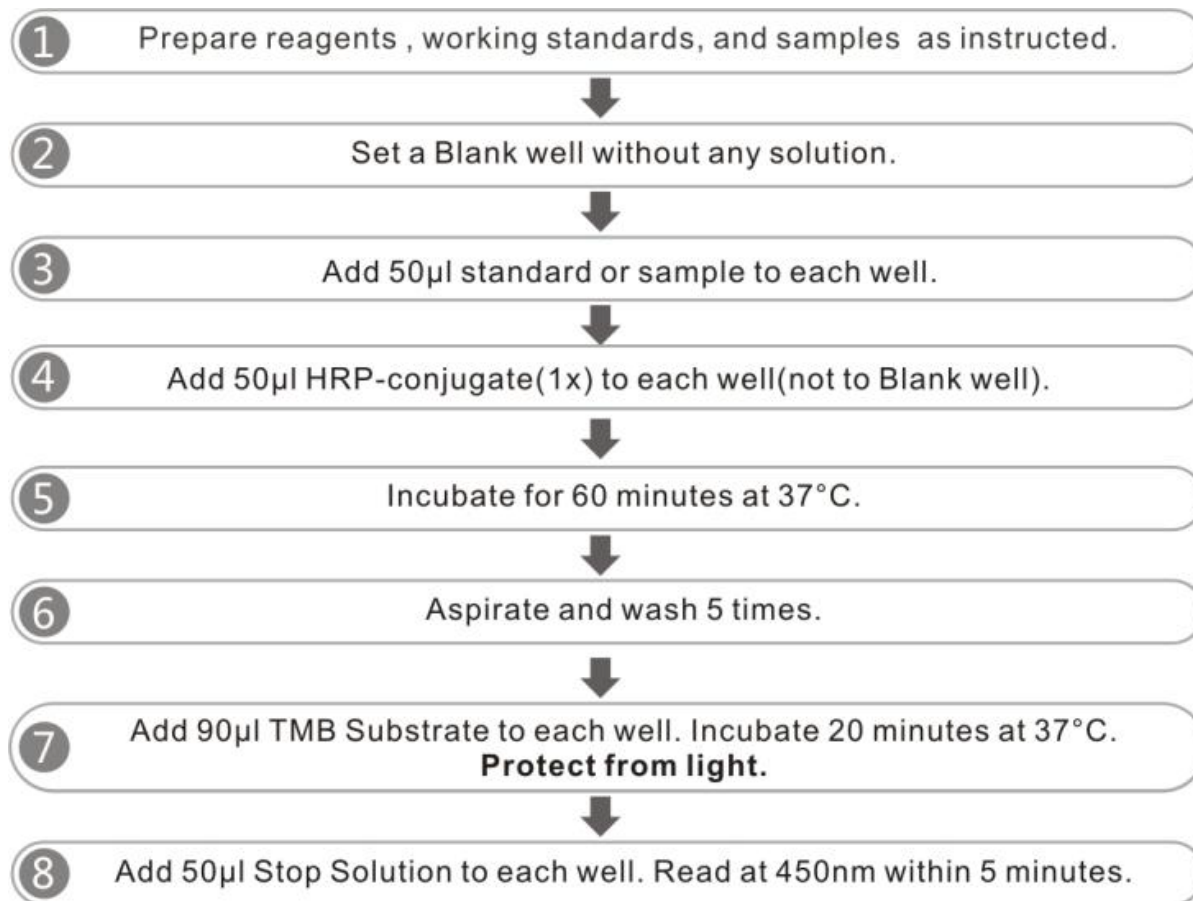 1 Prepare reagents , working standards, and samples as instructed.
2 Set a Blank well without any solution.
3 Add 50µl standard or sample to each well.
4 Add 50µl HRP-conjugate(1x) to each well(not to Blank well).
5 Incubate for 60 minutes at 37°C.
6 Aspirate and wash 5 times.
7 Add 90µl TMB Substrate to each well. Incubate 20 minutes at 37°C.
Protect from light.
8 Add 50µl Stop Solution to each well. Read at 450nm within 5 minutes.